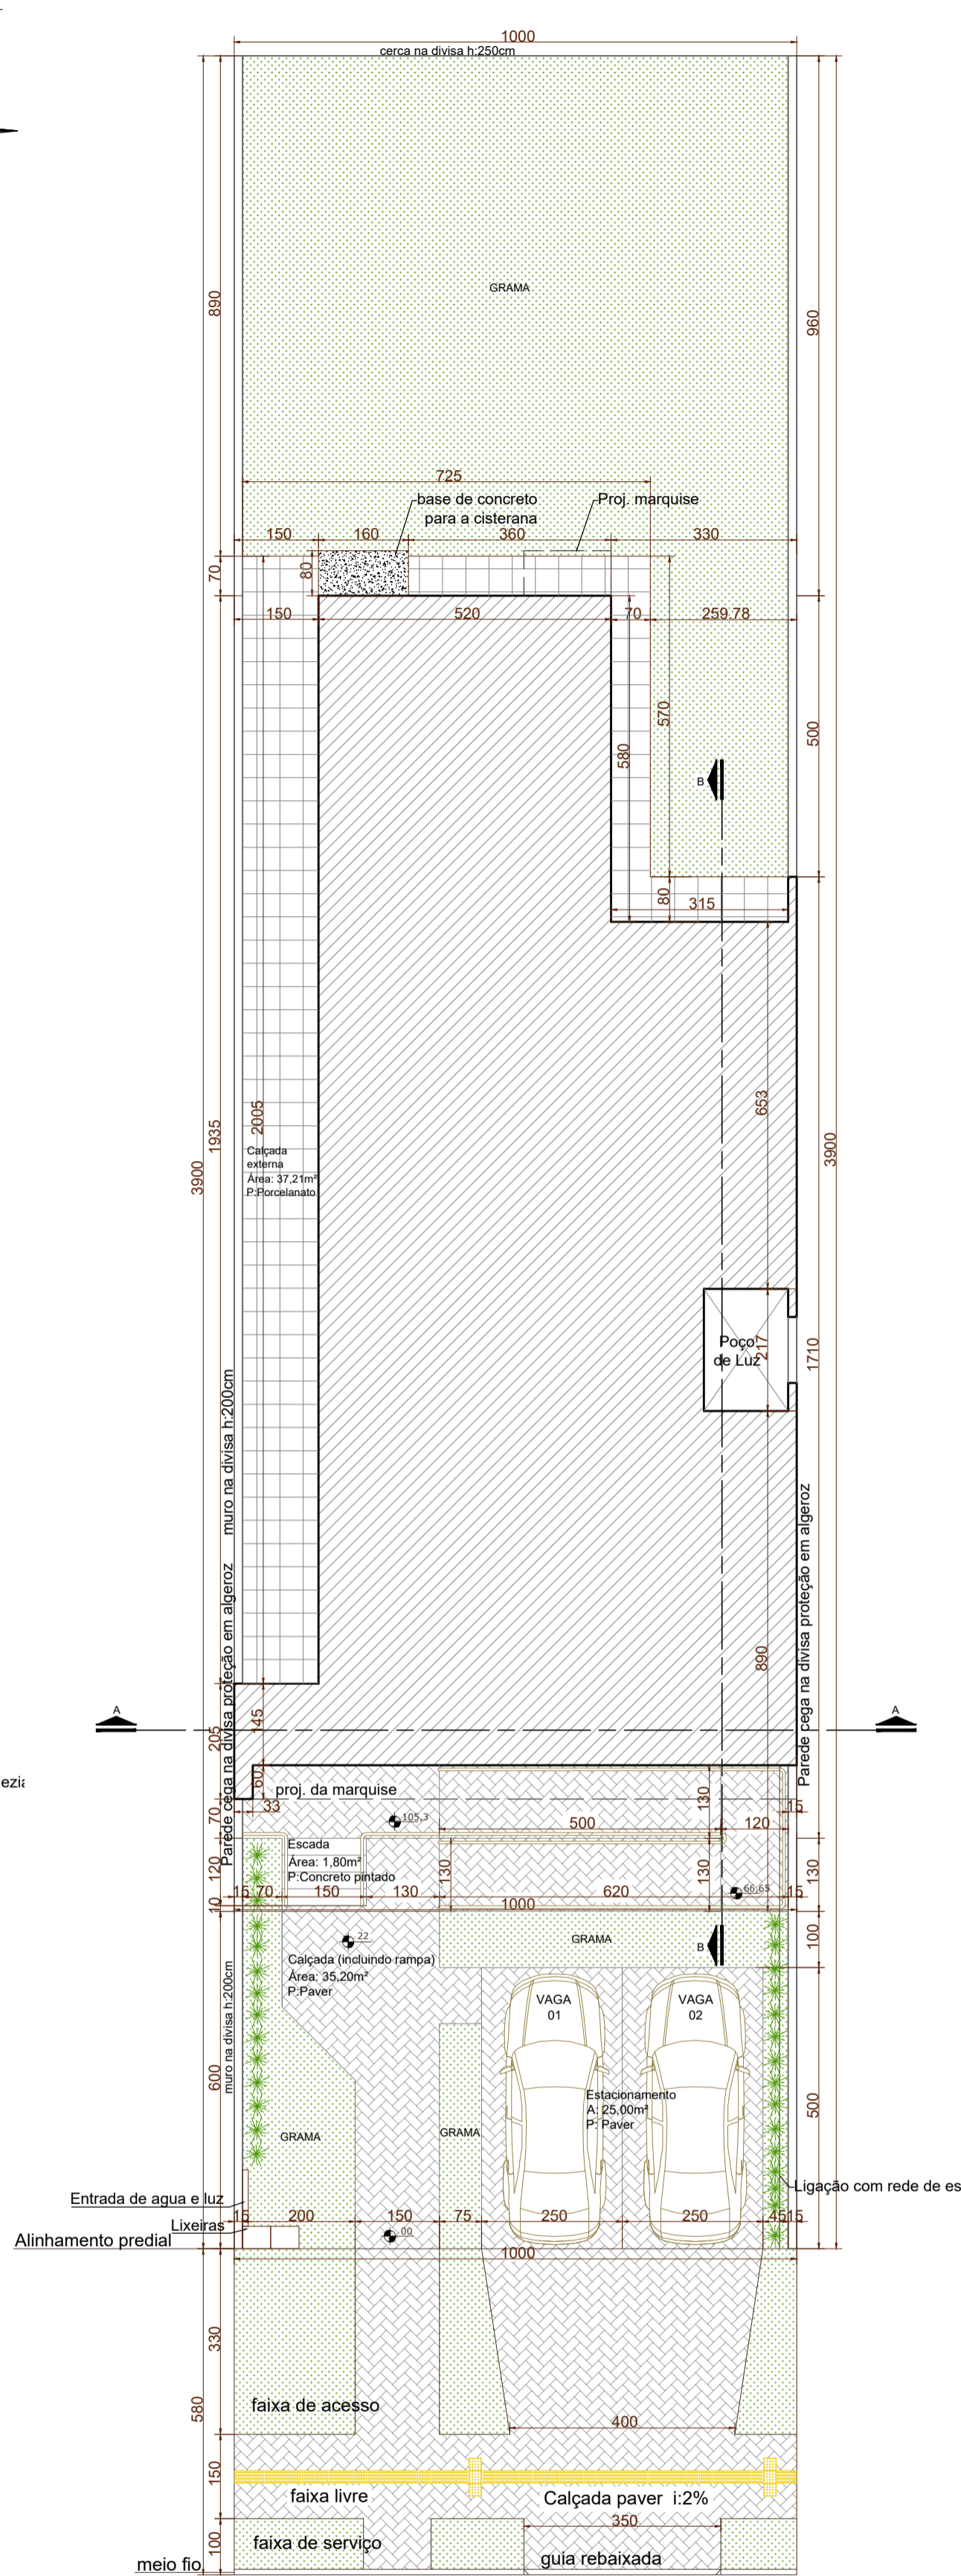 1000
cerca na divisa h:250cm
GRAMA
890
960
725
base de concreto
para a cisterana
Proj. marquise
150
160
360
330
70
80
150
520
70
259.78
570
580
500
B
80
315
653
2005
1935
3900
3900
Calçada
externa
Área: 37,21m²
P:Porcelanato
Poço
de Luz
217
1710
muro na divisa h:200cm
Parede cega na divisa proteção em algeroz
Parede cega na divisa proteção em algeroz
890
A
A
205
145
ezia
60
proj. da marquise
33
70
105,3
130
15
500
120
Escada
Área: 1,80m²
P:Concreto pintado
120
130
130
130
66,65
15
70
150
130
620
15
10
1000
22
GRAMA
B
100
Calçada (incluindo rampa)
Área: 35,20m²
P:Paver
muro na divisa h:200cm
600
VAGA
01
VAGA
02
Estacionamento
A: 25,00m²
P: Paver
500
GRAMA
GRAMA
Ligação com rede de es
Entrada de agua e luz
Lixeiras
15
200
150
75
250
250
45
15
Alinhamento predial
00
1000
330
580
faixa de acesso
400
150
faixa livre
Calçada paver i:2%
350
100
faixa de serviço
guia rebaixada
meio fio